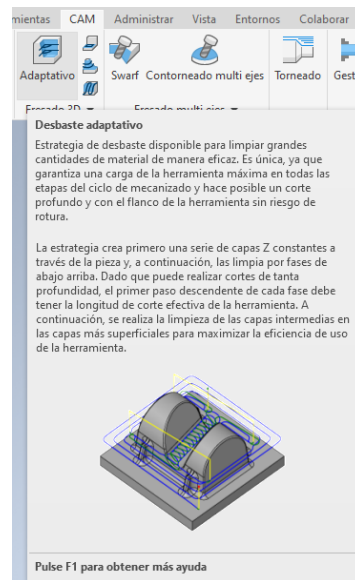 mientas CAM Administrar Vista Entornos Colaborar
Adaptativo Swarf Contorneado multi ejes Torneado Gest
Fresado 3D Fresado multi ejes
Desbaste adaptativo
Estrategia de desbaste disponible para limpiar grandes
cantidades de material de manera eficaz. Es única, ya que
garantiza una carga de la herramienta máxima en todas las
etapas del ciclo de mecanizado y hace posible un corte
profundo y con el flanco de la herramienta sin riesgo de
rotura.
La estrategia crea primero una serie de capas Z constantes a
través de la pieza y, a continuación, las limpia por fases de
abajo arriba. Dado que puede realizar cortes de tanta
profundidad, el primer paso descendente de cada fase debe
tener la longitud de corte efectiva de la herramienta. A
continuación, se realiza la limpieza de las capas intermedias en
las capas más superficiales para maximizar la eficiencia de uso
de la herramienta.
Pulse F1 para obtener más ayuda